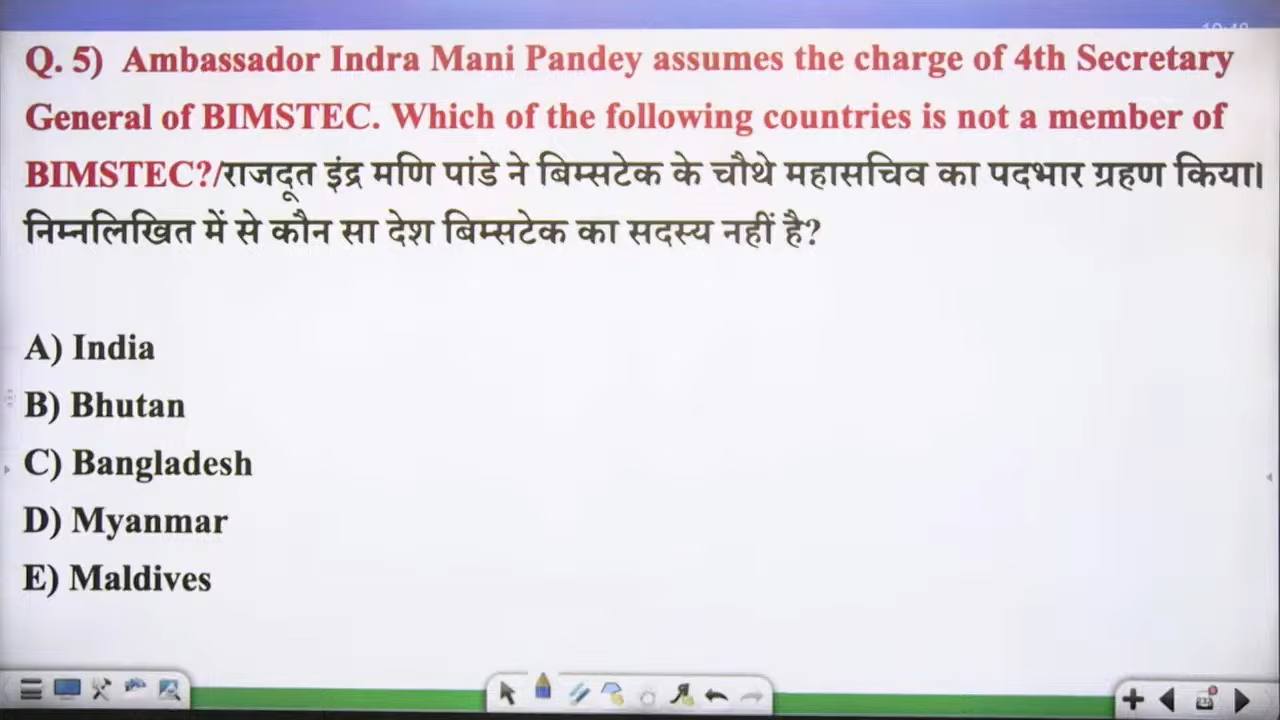 Q. 5) Ambassador Indra Mani Pandey assumes the charge of 4th Secretary
General of BIMSTEC. Which of the following countries is not a member of
BIMSTEC?/राजदूत इंद्र मणि पांडे ने बिम्सटेक के चौथे महासचिव का पदभार ग्रहण किया।
निम्नलिखित में से कौन सा देश बिम्सटेक का सदस्य नहीं है?
A) India
B) Bhutan
C) Bangladesh
D) Myanmar
E) Maldives